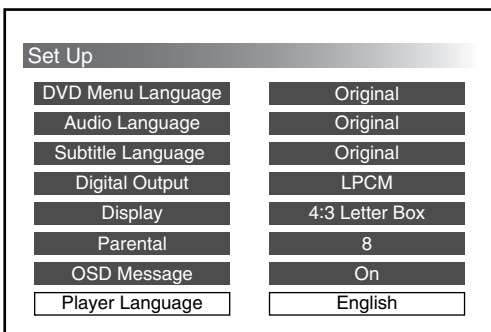 Set Up
DVD Menu Language Original
Audio Language Original
Subtitle Language Original
Digital Output LPCM
Display 4:3 Letter Box
Parental 8
OSD Message On
Player Language English